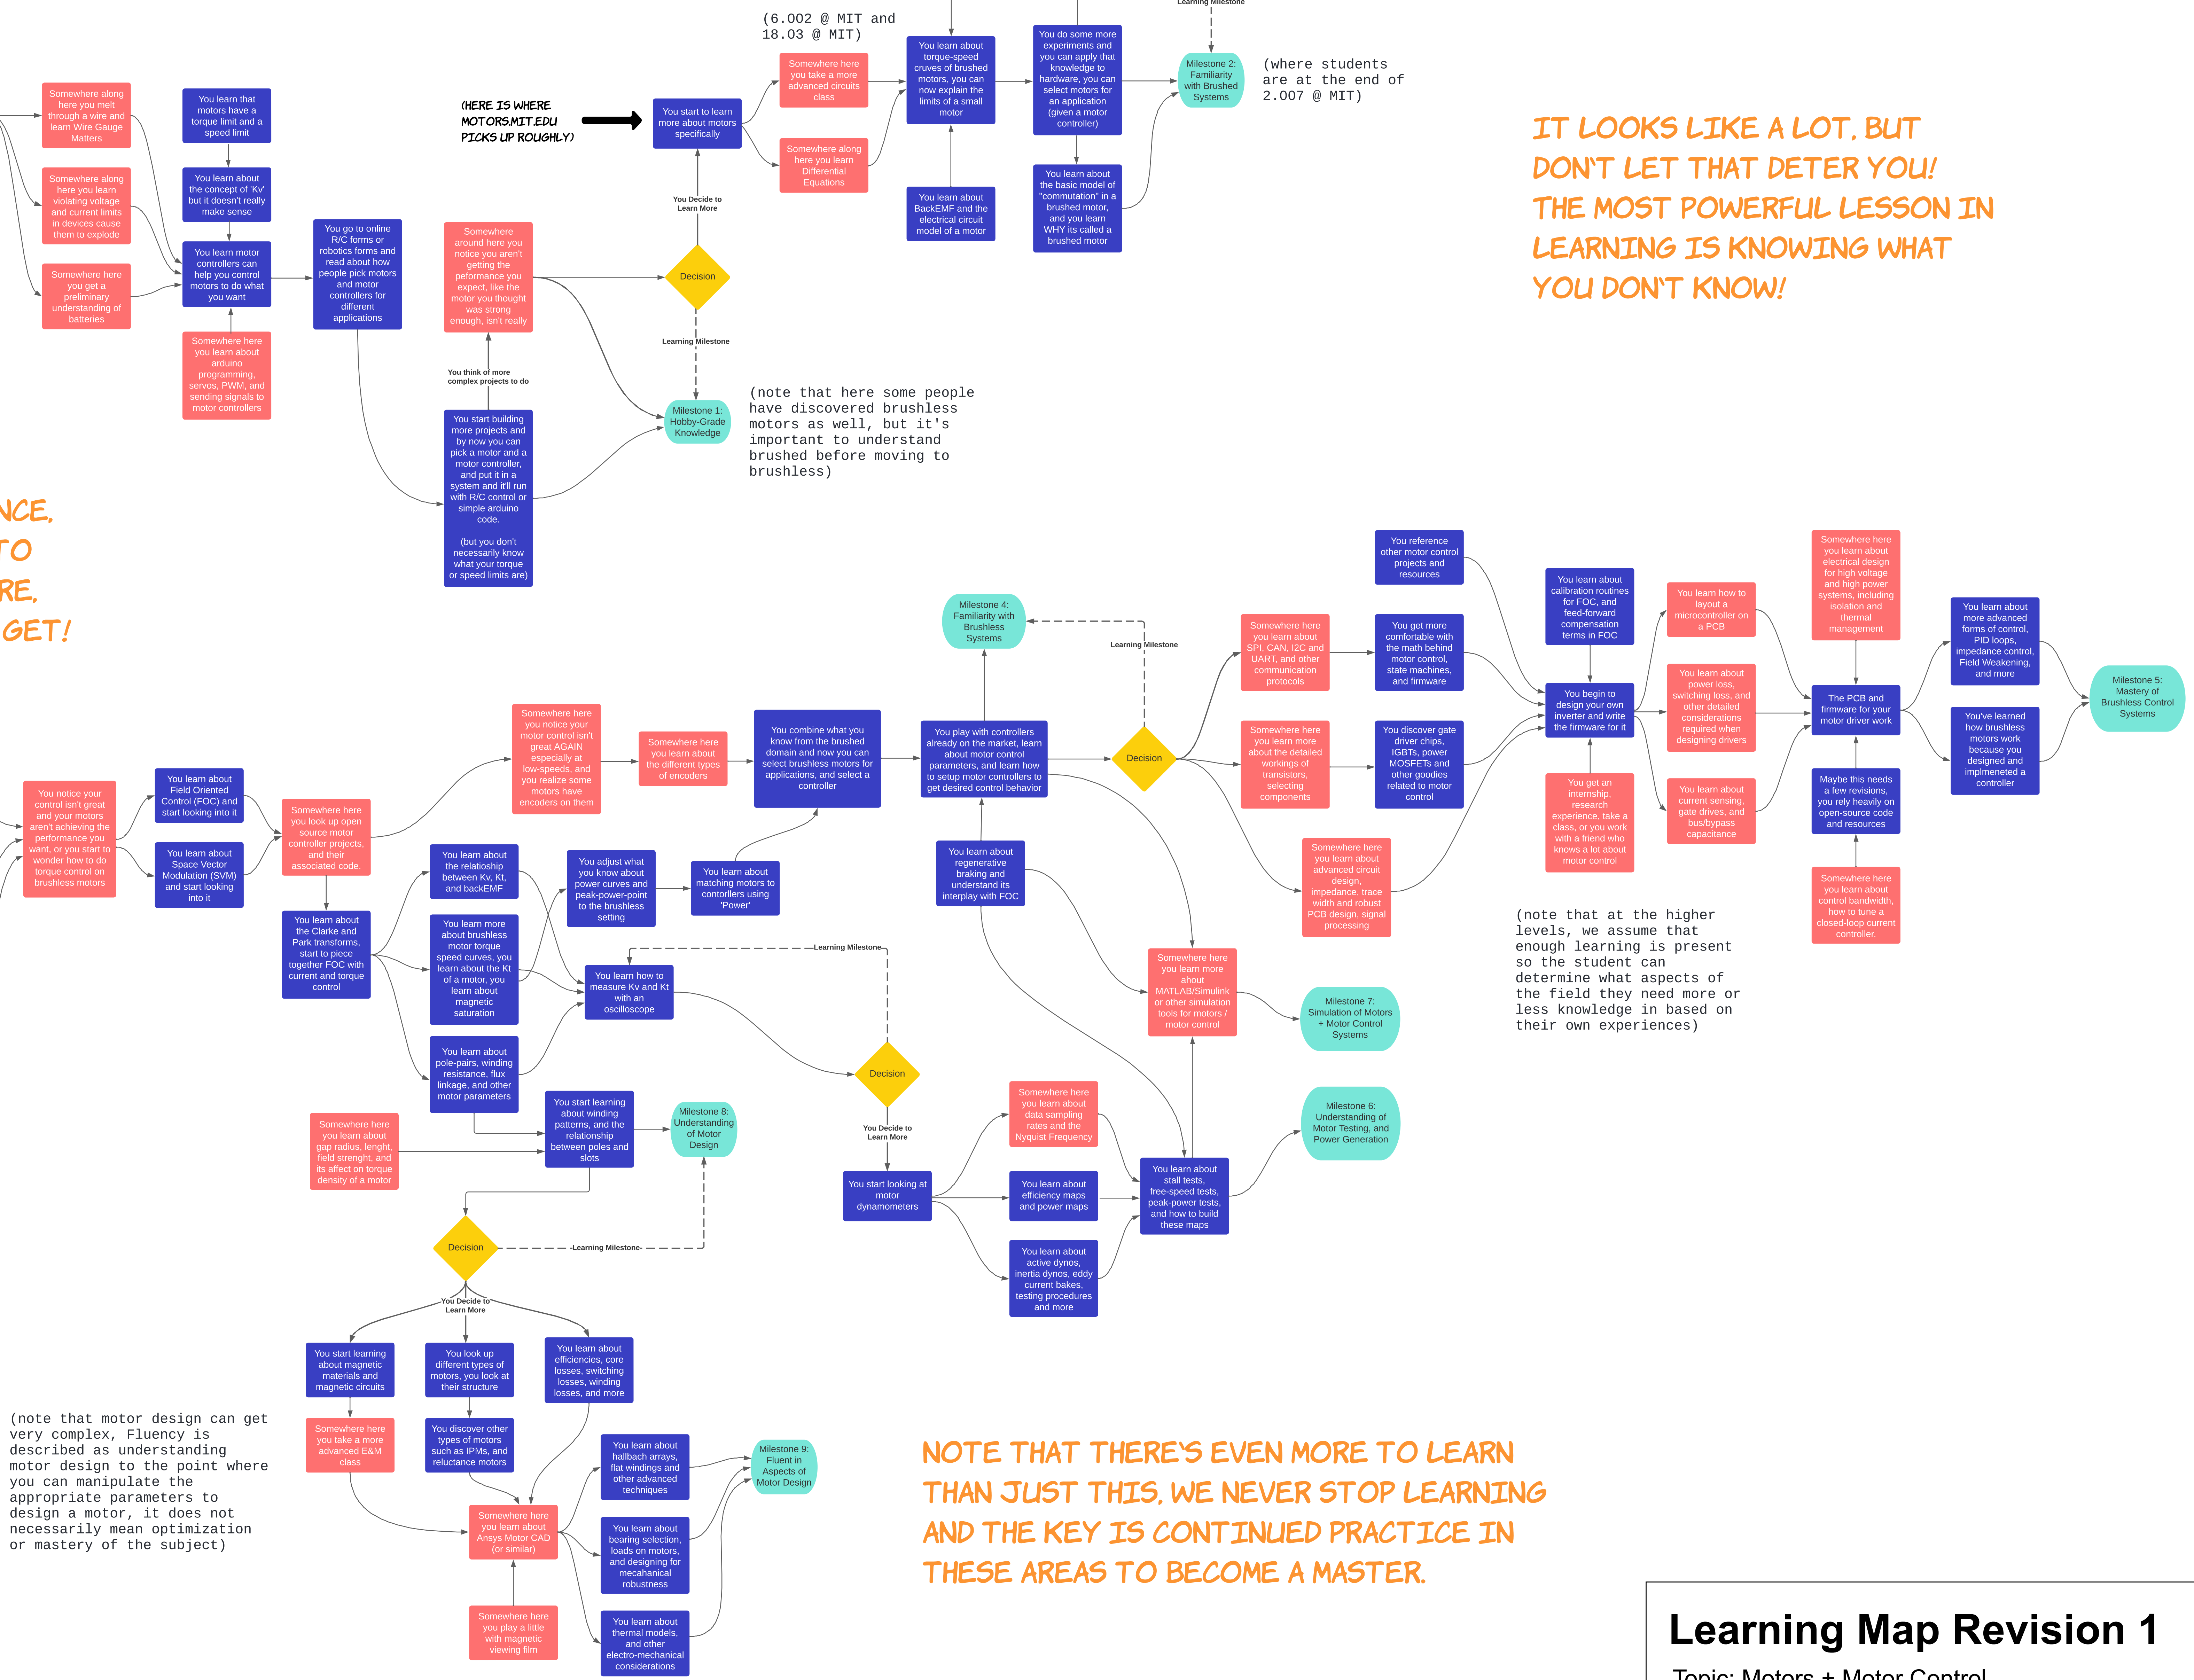 Learning Milestone
(6.002 @ MIT and
18.03 @ MIT)
Somewhere along
here you melt
through a wire and
learn Wire Gauge
Matters
Somewhere along
here you learn
violating voltage
and current limits
in devices cause
them to explode
Somewhere here
you get a
preliminary
understanding of
batteries
You learn that
motors have a
torque limit and a
speed limit
You learn about
the concept of 'Kv'
but it doesn't really
make sense
You learn motor
controllers can
help you control
motors to do what
you want
Somewhere here
you learn about
arduino
programming,
servos, PWM, and
sending signals to
motor controllers
You go to online
R/C forms or
robotics forms and
read about how
people pick motors
and motor
controllers for
different
applications
Somewhere
around here you
notice you aren't
getting the
peformance you
expect, like the
motor you thought
was strong
enough, isn't really
You think of more
complex projects to do
You start building
more projects and
by now you can
pick a motor and a
motor controller,
and put it in a
system and it'll run
with R/C control or
simple arduino
code.
(but you don't
necessarily know
what your torque
or speed limits are)
(HERE IS WHERE
MOTORS.MIT.EDU
PICKS UP ROUGHLY)
You start to learn
more about motors
specifically
You Decide to
Learn More
Decision
Learning Milestone
Milestone 1:
Hobby-Grade
Knowledge
Somewhere here
you take a more
advanced circuits
class
Somewhere along
here you learn
Differential
Equations
You learn about
torque-speed
cruves of brushed
motors, you can
now explain the
limits of a small
motor
You learn about
BackEMF and the
electrical circuit
model of a motor
You do some more
experiments and
you can apply that
knowledge to
hardware, you can
select motors for
an application
(given a motor
controller)
You learn about
the basic model of
"commutation" in a
brushed motor,
and you learn
WHY its called a
brushed motor
Milestone 2:
Familiarity
with Brushed
Systems
(where students
are at the end of
2.007 @ MIT)
IT LOOKS LIKE A LOT, BUT
DON'T LET THAT DETER YOU!
THE MOST POWERFUL LESSON IN
LEARNING IS KNOWING WHAT
YOU DON'T KNOW!
(note that here some people
have discovered brushless
motors as well, but it's
important to understand
brushed before moving to
brushless)
NCE,
TO
RE,
GET!
You notice your
control isn't great
and your motors
aren't achieving the
performance you
want, or you start to
wonder how to do
torque control on
brushless motors
You learn about
Field Oriented
Control (FOC) and
start looking into it
You learn about
Space Vector
Modulation (SVM)
and start looking
into it
Somewhere here
you look up open
source motor
controller projects,
and their
associated code.
You learn about
the Clarke and
Park transforms,
start to piece
together FOC with
current and torque
control
Somewhere here
you notice your
motor control isn't
great AGAIN
especially at
low-speeds, and
you realize some
motors have
encoders on them
Somewhere here
you learn about
the different types
of encoders
You combine what you
know from the brushed
domain and now you can
select brushless motors for
applications, and select a
controller
You learn about
the relatioship
between Kv, Kt,
and backEMF
You learn more
about brushless
motor torque
speed curves, you
learn about the Kt
of a motor, you
learn about
magnetic
saturation
You learn about
pole-pairs, winding
resistance, flux
linkage, and other
motor parameters
You adjust what
you know about
power curves and
peak-power-point
to the brushless
setting
You learn about
matching motors to
contorllers using
'Power'
You learn how to
measure Kv and Kt
with an
oscilloscope
Learning Milestone
Decision
You Decide to
Learn More
Milestone 4:
Familiarity with
Brushless
Systems
You play with controllers
already on the market, learn
about motor control
parameters, and learn how
to setup motor controllers to
get desired control behavior
You learn about
regenerative
braking and
understand its
interplay with FOC
Learning Milestone
Decision
Somewhere here
you learn about
SPI, CAN, I2C and
UART, and other
communication
protocols
Somewhere here
you learn more
about the detailed
workings of
transistors,
selecting
components
Somewhere here
you learn about
advanced circuit
design,
impedance, trace
width and robust
PCB design, signal
processing
You reference
other motor control
projects and
resources
You get more
comfortable with
the math behind
motor control,
state machines,
and firmware
You discover gate
driver chips,
IGBTs, power
MOSFETs and
other goodies
related to motor
control
You learn about
calibration routines
for FOC, and
feed-forward
compensation
terms in FOC
You begin to
design your own
inverter and write
the firmware for it
You get an
internship,
research
experience, take a
class, or you work
with a friend who
knows a lot about
motor control
You learn how to
layout a
microcontroller on
a PCB
You learn about
power loss,
switching loss, and
other detailed
considerations
required when
designing drivers
You learn about
current sensing,
gate drives, and
bus/bypass
capacitance
Somewhere here
you learn about
electrical design
for high voltage
and high power
systems, including
isolation and
thermal
management
The PCB and
firmware for your
motor driver work
Maybe this needs
a few revisions,
you rely heavily on
open-source code
and resources
Somewhere here
you learn about
control bandwidth,
how to tune a
closed-loop current
controller.
You learn about
more advanced
forms of control,
PID loops,
impedance control,
Field Weakening,
and more
You've learned
how brushless
motors work
because you
designed and
implmeneted a
controller
Milestone 5:
Mastery of
Brushless Control
Systems
(note that at the higher
levels, we assume that
enough learning is present
so the student can
determine what aspects of
the field they need more or
less knowledge in based on
their own experiences)
Somewhere here
you learn more
ahout
MATLAB/Simulink
or other simulation
tools for motors /
motor control
Milestone 7:
Simulation of Motors
+ Motor Control
Systems
Milestone 6:
Understanding of
Motor Testing, and
Power Generation
You start looking at
motor
dynamometers
Somewhere here
you learn about
data sampling
rates and the
Nyquist Frequency
You learn about
efficiency maps
and power maps
You learn about
active dynos,
inertia dynos, eddy
current bakes,
testing procedures
and more
You learn about
stall tests,
free-speed tests,
peak-power tests,
and how to build
these maps
Somewhere here
you learn about
gap radius, lenght,
field strenght, and
its affect on torque
density of a motor
You start learning
about winding
patterns, and the
relationship
between poles and
slots
Milestone 8:
Understanding
of Motor
Design
Decision
Learning Milestone
You Decide to
Learn More
You start learning
about magnetic
materials and
magnetic circuits
Somewhere here
you take a more
advanced E&M
class
You look up
different types of
motors, you look at
their structure
You discover other
types of motors
such as IPMs, and
reluctance motors
You learn about
efficiencies, core
losses, switching
losses, winding
losses, and more
Somewhere here
you learn about
Ansys Motor CAD
(or similar)
Somewhere here
you play a little
with magnetic
viewing film
You learn about
hallbach arrays,
flat windings and
other advanced
techniques
You learn about
bearing selection,
loads on motors,
and designing for
mecahanical
robustness
You learn about
thermal models,
and other
electro-mechanical
considerations
Milestone 9:
Fluent in
Aspects of
Motor Design
(note that motor design can get
very complex, Fluency is
described as understanding
motor design to the point where
you can manipulate the
appropriate parameters to
design a motor, it does not
necessarily mean optimization
or mastery of the subject)
NOTE THAT THERE'S EVEN MORE TO LEARN
THAN JUST THIS, WE NEVER STOP LEARNING
AND THE KEY IS CONTINUED PRACTICE IN
THESE AREAS TO BECOME A MASTER.
Learning Map Revision 1
Topic: Motors + Motor Control